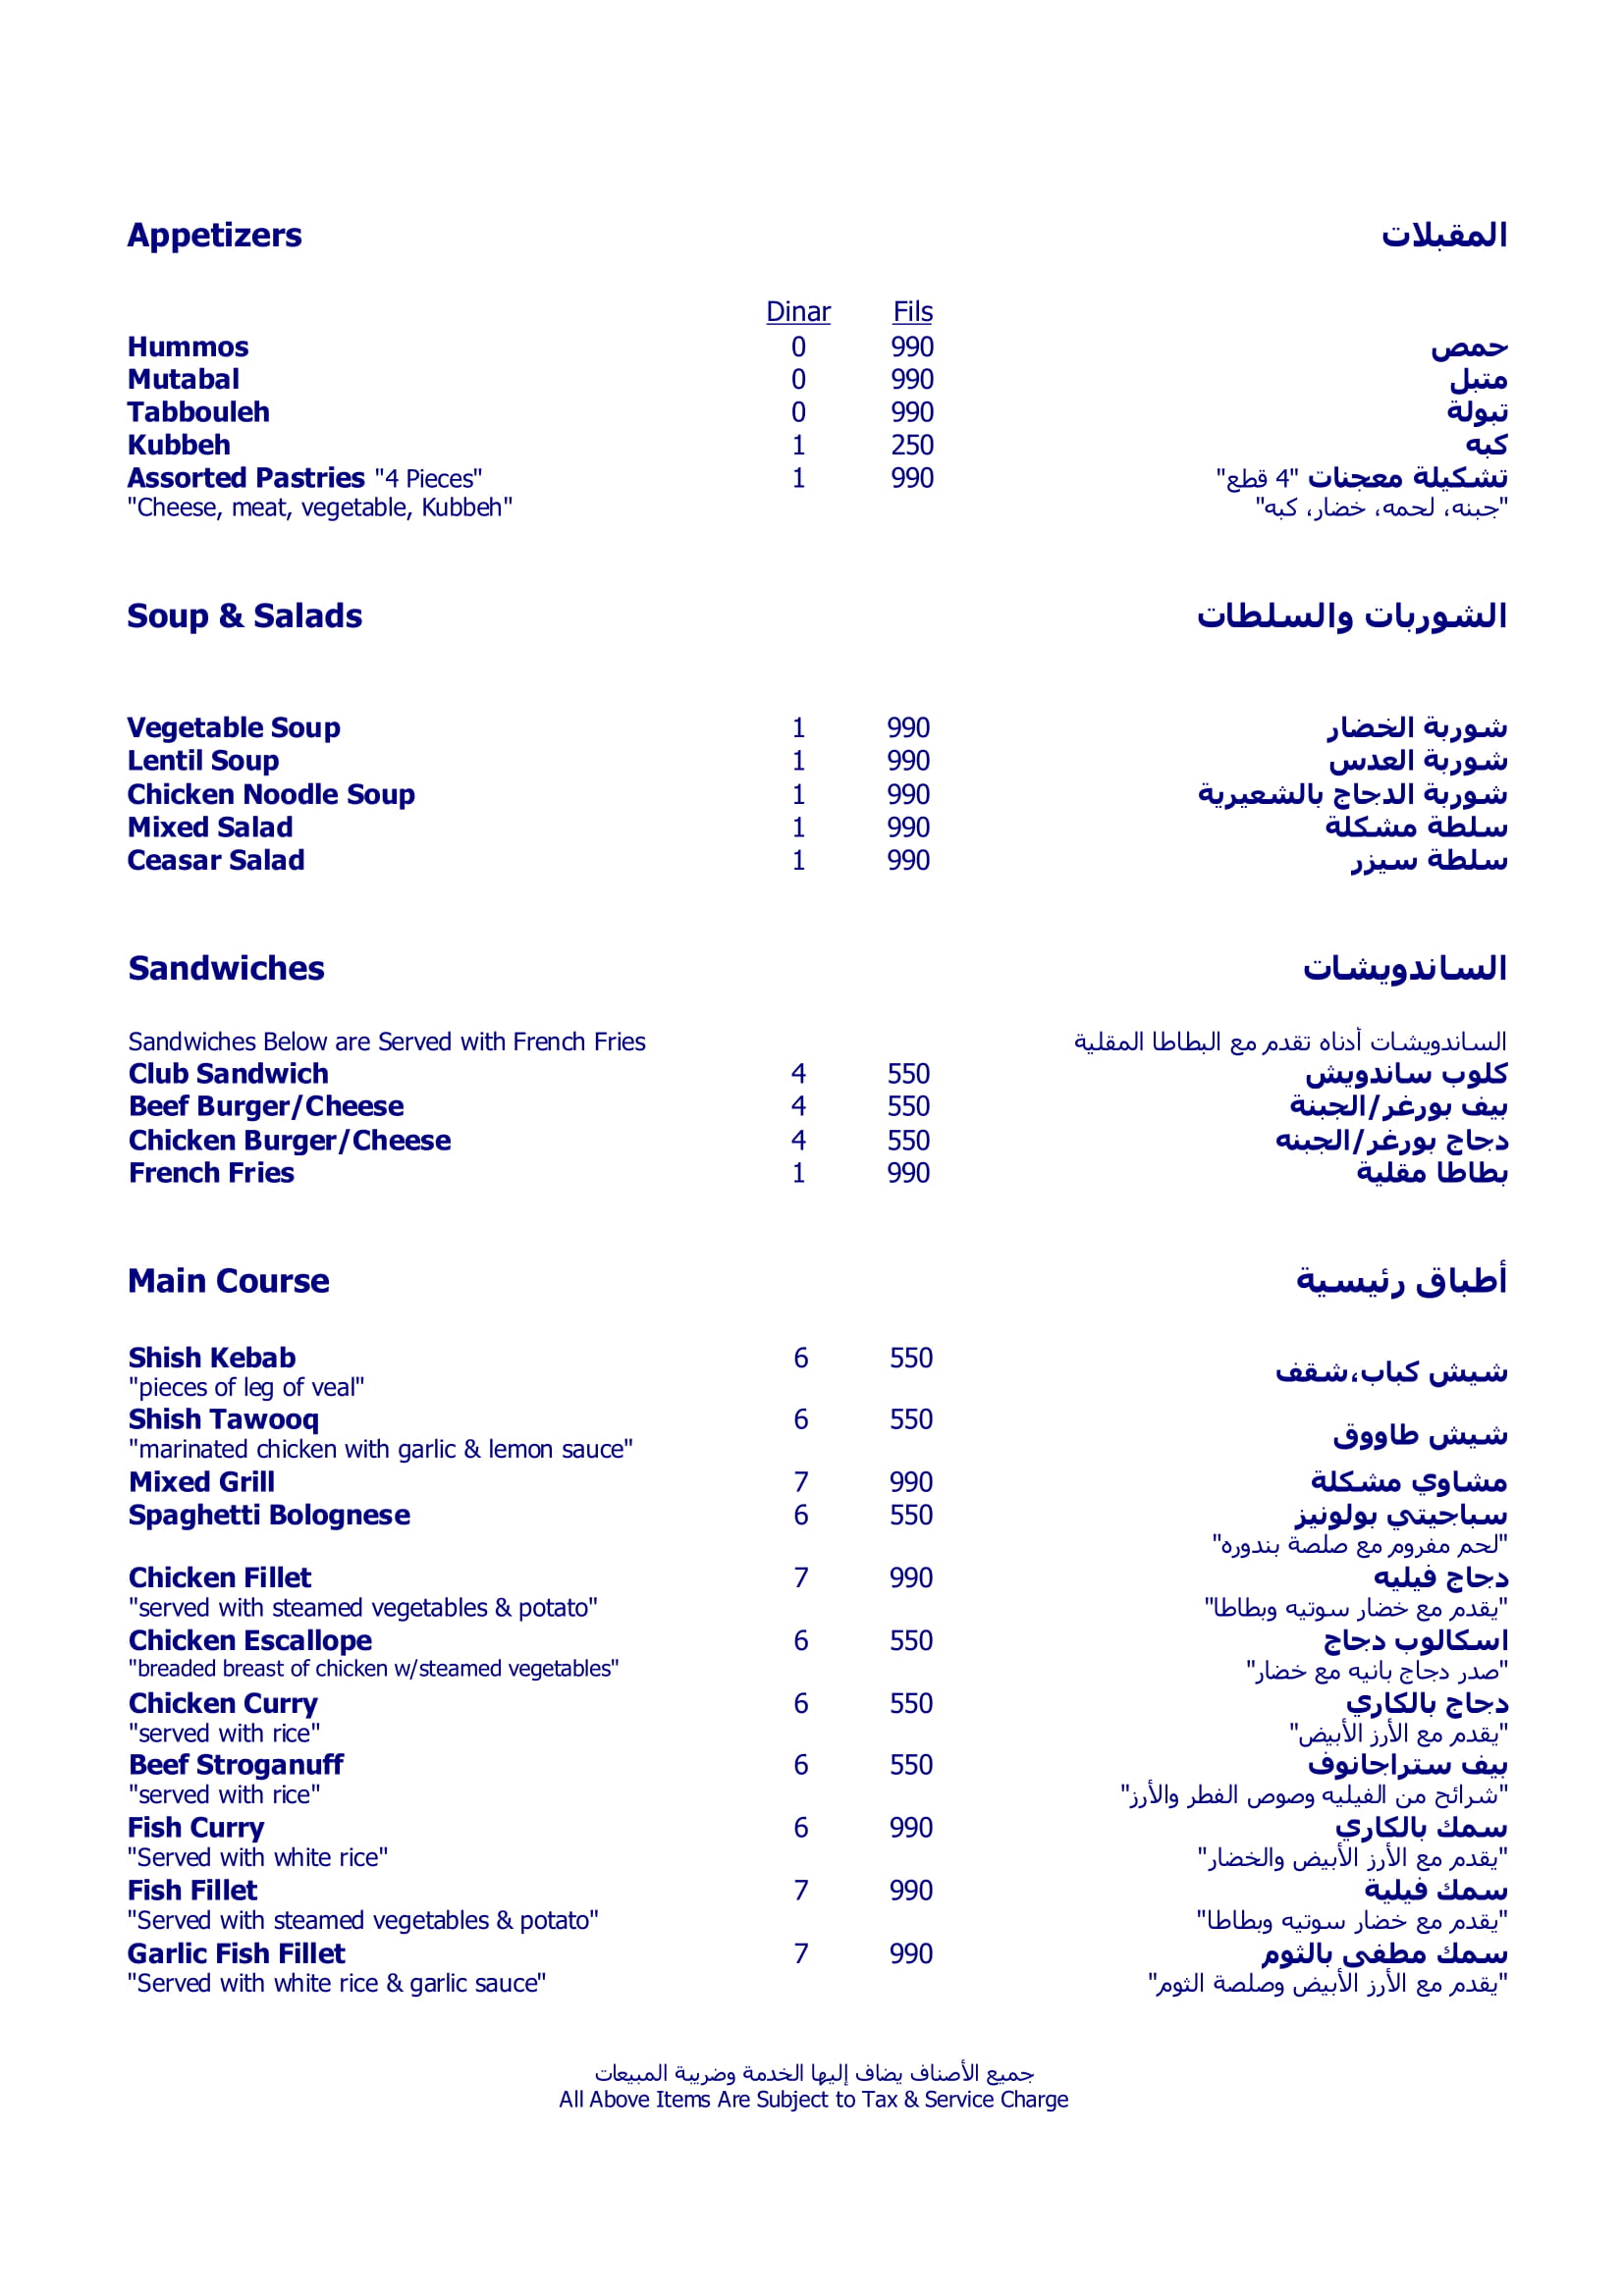 Appetizers المقبلات
Dinar Fils
Hummos 0 990 حمص
Mutabal 0 990 متبل
Tabbouleh 0 990 تبولة
Kubbeh 1 250 كبه
Assorted Pastries "4 Pieces" 1 990 تشكيلة معجنات "4 قطع"
"Cheese, meat, vegetable, Kubbeh" "جبنه، لحمه، خضار، كبه"
Soup & Salads الشوربات والسلطات
Vegetable Soup 1 990 شوربة الخضار
Lentil Soup 1 990 شوربة العدس
Chicken Noodle Soup 1 990 شوربة الدجاج بالشعيرية
Mixed Salad 1 990 سلطة مشكلة
Ceasar Salad 1 990 سلطة سيزر
Sandwiches الساندويشات
Sandwiches Below are Served with French Fries الساندويشات أدناه تقدم مع البطاطا المقلية
Club Sandwich 4 550 كلوب ساندويش
Beef Burger/Cheese 4 550 بيف بورغر/الجبنة
Chicken Burger/Cheese 4 550 دجاج بورغر/الجبنه
French Fries 1 990 بطاطا مقلية
Main Course أطباق رئيسية
Shish Kebab 6 550 شيش كباب،شقف
"pieces of leg of veal"
Shish Tawooq 6 550 شيش طاووق
"marinated chicken with garlic & lemon sauce"
Mixed Grill 7 990 مشاوي مشكلة
Spaghetti Bolognese 6 550 سباجيتي بولونيز
"لحم مفروم مع صلصة بندوره"
Chicken Fillet 7 990 دجاج فيليه
"served with steamed vegetables & potato" "يقدم مع خضار سوتيه وبطاطا"
Chicken Escallope 6 550 اسكالوب دجاج
"breaded breast of chicken w/steamed vegetables" "صدر دجاج بانيه مع خضار"
Chicken Curry 6 550 دجاج بالكاري
"served with rice" "يقدم مع الأرز الأبيض"
Beef Stroganuff 6 550 بيف ستراجانوف
"served with rice" "شرائح من الفيليه وصوص الفطر والأرز"
Fish Curry 6 990 سمك بالكاري
"Served with white rice" "يقدم مع الأرز الأبيض والخضار"
Fish Fillet 7 990 سمك فيلية
"Served with steamed vegetables & potato" "يقدم مع خضار سوتيه وبطاطا"
Garlic Fish Fillet 7 990 سمك مطفى بالثوم
"Served with white rice & garlic sauce" "يقدم مع الأرز الأبيض وصلصة الثوم"
جميع الأصناف يضاف إليها الخدمة وضريبة المبيعات
All Above Items Are Subject to Tax & Service Charge